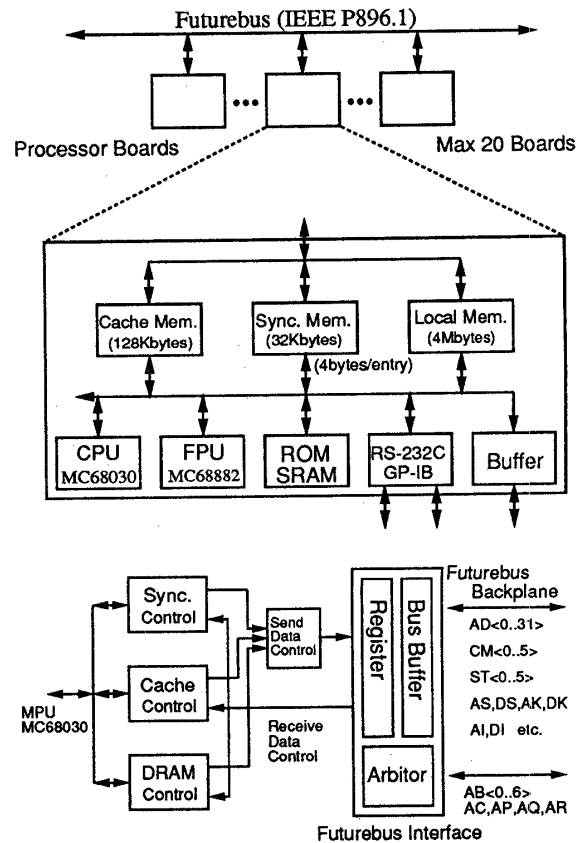 Futurebus (IEEE P896.1)
Processor Boards
Max 20 Boards
Cache Mem.
(128Kbytes)
Sync. Mem.
(32Kbytes)
Local Mem.
(4Mbytes)
(4bytes/entry)
CPU
MC68030
FPU
MC68882
ROM
SRAM
RS-232C
GP-IB
Buffer
Sync.
Control
Cache
Control
DRAM
Control
MPU
MC68030
Send
Data
Control
Receive
Data
Control
Register
Bus Buffer
Arbitor
Futurebus Interface
Futurebus
Backplane
AD<0..31>
CM<0..5>
ST<0..5>
AS,DS,AK,DK
AI,DI etc.
AB<0..6>
AC,AP,AQ,AR